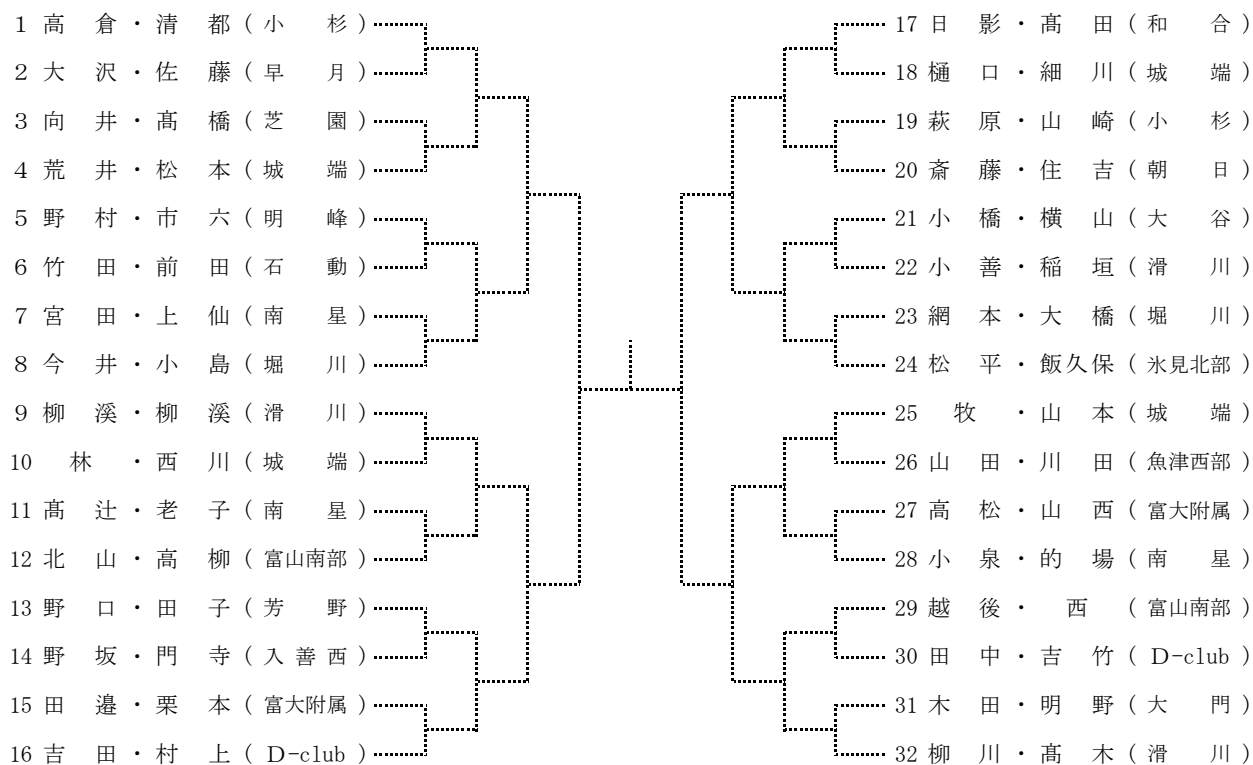 1 高 倉 ・ 清 都 ( 小 杉 )
2 大 沢 ・ 佐 藤 ( 早 月 )
3 向 井 ・ 髙 橋 ( 芝 園 )
4 荒 井 ・ 松 本 ( 城 端 )
5 野 村 ・ 市 六 ( 明 峰 )
6 竹 田 ・ 前 田 ( 石 動 )
7 宮 田 ・ 上 仙 ( 南 星 )
8 今 井 ・ 小 島 ( 堀 川 )
9 柳 溪 ・ 柳 溪 ( 滑 川 )
10 林 ・ 西 川 ( 城 端 )
11 髙 辻 ・ 老 子 ( 南 星 )
12 北 山 ・ 高 柳 ( 富山南部 )
13 野 口 ・ 田 子 ( 芳 野 )
14 野 坂 ・ 門 寺 ( 入 善 西 )
15 田 邉 ・ 栗 本 ( 富大附属 )
16 吉 田 ・ 村 上 ( D-club )
17 日 影 ・ 髙 田 ( 和 合 )
18 樋 口 ・ 細 川 ( 城 端 )
19 萩 原 ・ 山 崎 ( 小 杉 )
20 斎 藤 ・ 住 吉 ( 朝 日 )
21 小 橋 ・ 横 山 ( 大 谷 )
22 小 善 ・ 稲 垣 ( 滑 川 )
23 網 本 ・ 大 橋 ( 堀 川 )
24 松 平 ・ 飯久保 ( 氷見北部 )
25 牧 ・ 山 本 ( 城 端 )
26 山 田 ・ 川 田 ( 魚津西部 )
27 高 松 ・ 山 西 ( 富大附属 )
28 小 泉 ・ 的 場 ( 南 星 )
29 越 後 ・ 西 ( 富山南部 )
30 田 中 ・ 吉 竹 ( D-club )
31 木 田 ・ 明 野 ( 大 門 )
32 柳 川 ・ 髙 木 ( 滑 川 )